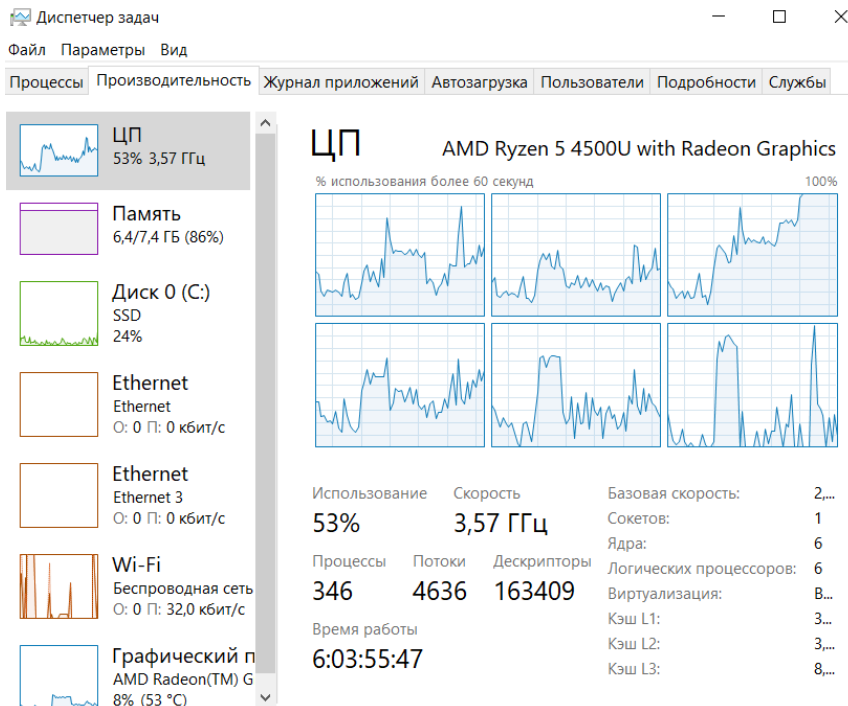 Диспетчер задач
Файл Параметры Вид
Процессы Производительность Журнал приложений Автозагрузка Пользователи Подробности Службы
ЦП
53% 3,57 ГГц
Память
6,4/7,4 ГБ (86%)
Диск 0 (C:)
SSD
24%
Ethernet
Ethernet
О: 0 П: 0 кбит/с
Ethernet
Ethernet 3
О: 0 П: 0 кбит/с
Wi-Fi
Беспроводная сеть
О: 0 П: 32,0 кбит/с
Графический п
AMD Radeon(TM) G
8% (53 °C)
ЦП AMD Ryzen 5 4500U with Radeon Graphics
% использования более 60 секунд 100%
Использование Скорость
53% 3,57 ГГц
Процессы Потоки Дескрипторы
346 4636 163409
Время работы
6:03:55:47
Базовая скорость: 2,...
Сокетов: 1
Ядра: 6
Логических процессоров: 6
Виртуализация: В...
Кэш L1: 3...
Кэш L2: 3,...
Кэш L3: 8,...